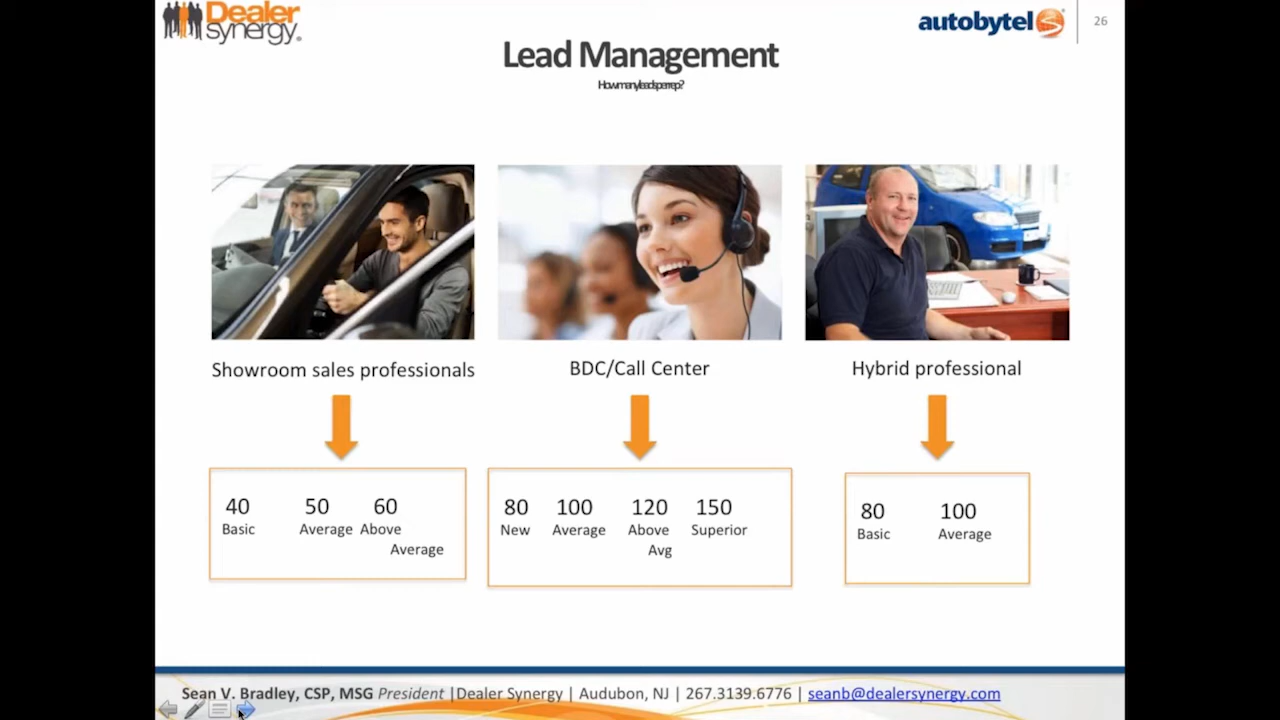 Dealer
synergy.
autobytel
26
Lead Management
How many leads per rep?
Showroom sales professionals
BDC/Call Center
Hybrid professional
40 50 60
Basic Average Above
Average
80 100 120 150
New Average Above Superior
Avg
80 100
Basic Average
Sean V. Bradley, CSP, MSG President |Dealer Synergy | Audubon, NJ | 267.3139.6776 | seanb@dealersynergy.com